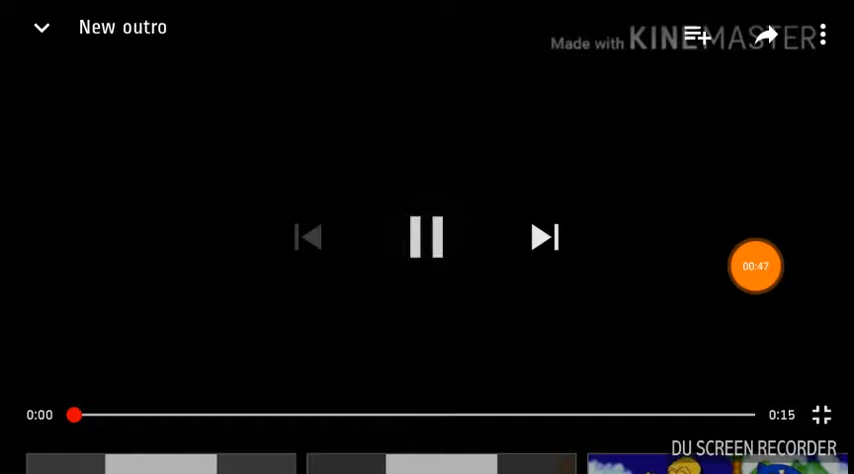 New outro
Made with KINEMASTER
00:47
0:00
0:15
DU SCREEN RECORDER